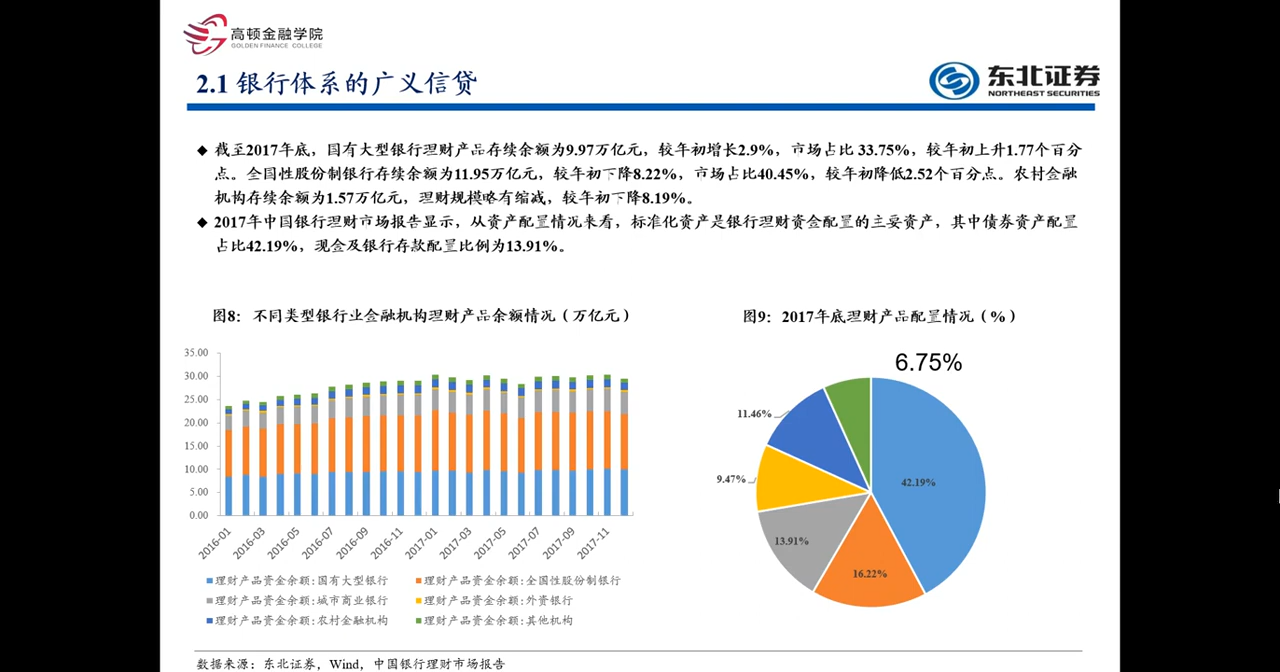 高顿金融学院
GOLDEN FINANCE COLLEGE
2.1 银行体系的广义信贷
东北证券
NORTHEAST SECURITIES
◆ 截至2017年底，国有大型银行理财产品存续余额为9.97万亿元，较年初增长2.9%，市场占比 33.75%，较年初上升1.77个百分
点。全国性股份制银行存续余额为11.95万亿元，较年初下降8.22%，市场占比40.45%，较年初降低2.52个百分点。农村金融
机构存续余额为1.57万亿元，理财规模略有缩减，较年初下降8.19%。
◆ 2017年中国银行理财市场报告显示，从资产配置情况来看，标准化资产是银行理财资金配置的主要资产，其中债券资产配置
占比42.19%，现金及银行存款配置比例为13.91%。
图8：不同类型银行业金融机构理财产品余额情况（万亿元）
35.00
30.00
25.00
20.00
15.00
10.00
5.00
0.00
2016-01
2016-03
2016-05
2016-07
2016-09
2016-11
2017-01
2017-03
2017-05
2017-07
2017-09
2017-11
理财产品资金余额:国有大型银行
理财产品资金余额:全国性股份制银行
理财产品资金余额:城市商业银行
理财产品资金余额:外资银行
理财产品资金余额:农村金融机构
理财产品资金余额:其他机构
图9：2017年底理财产品配置情况（%）
6.75%
11.46%
9.47%
42.19%
13.91%
16.22%
数据来源：东北证券，Wind，中国银行理财市场报告